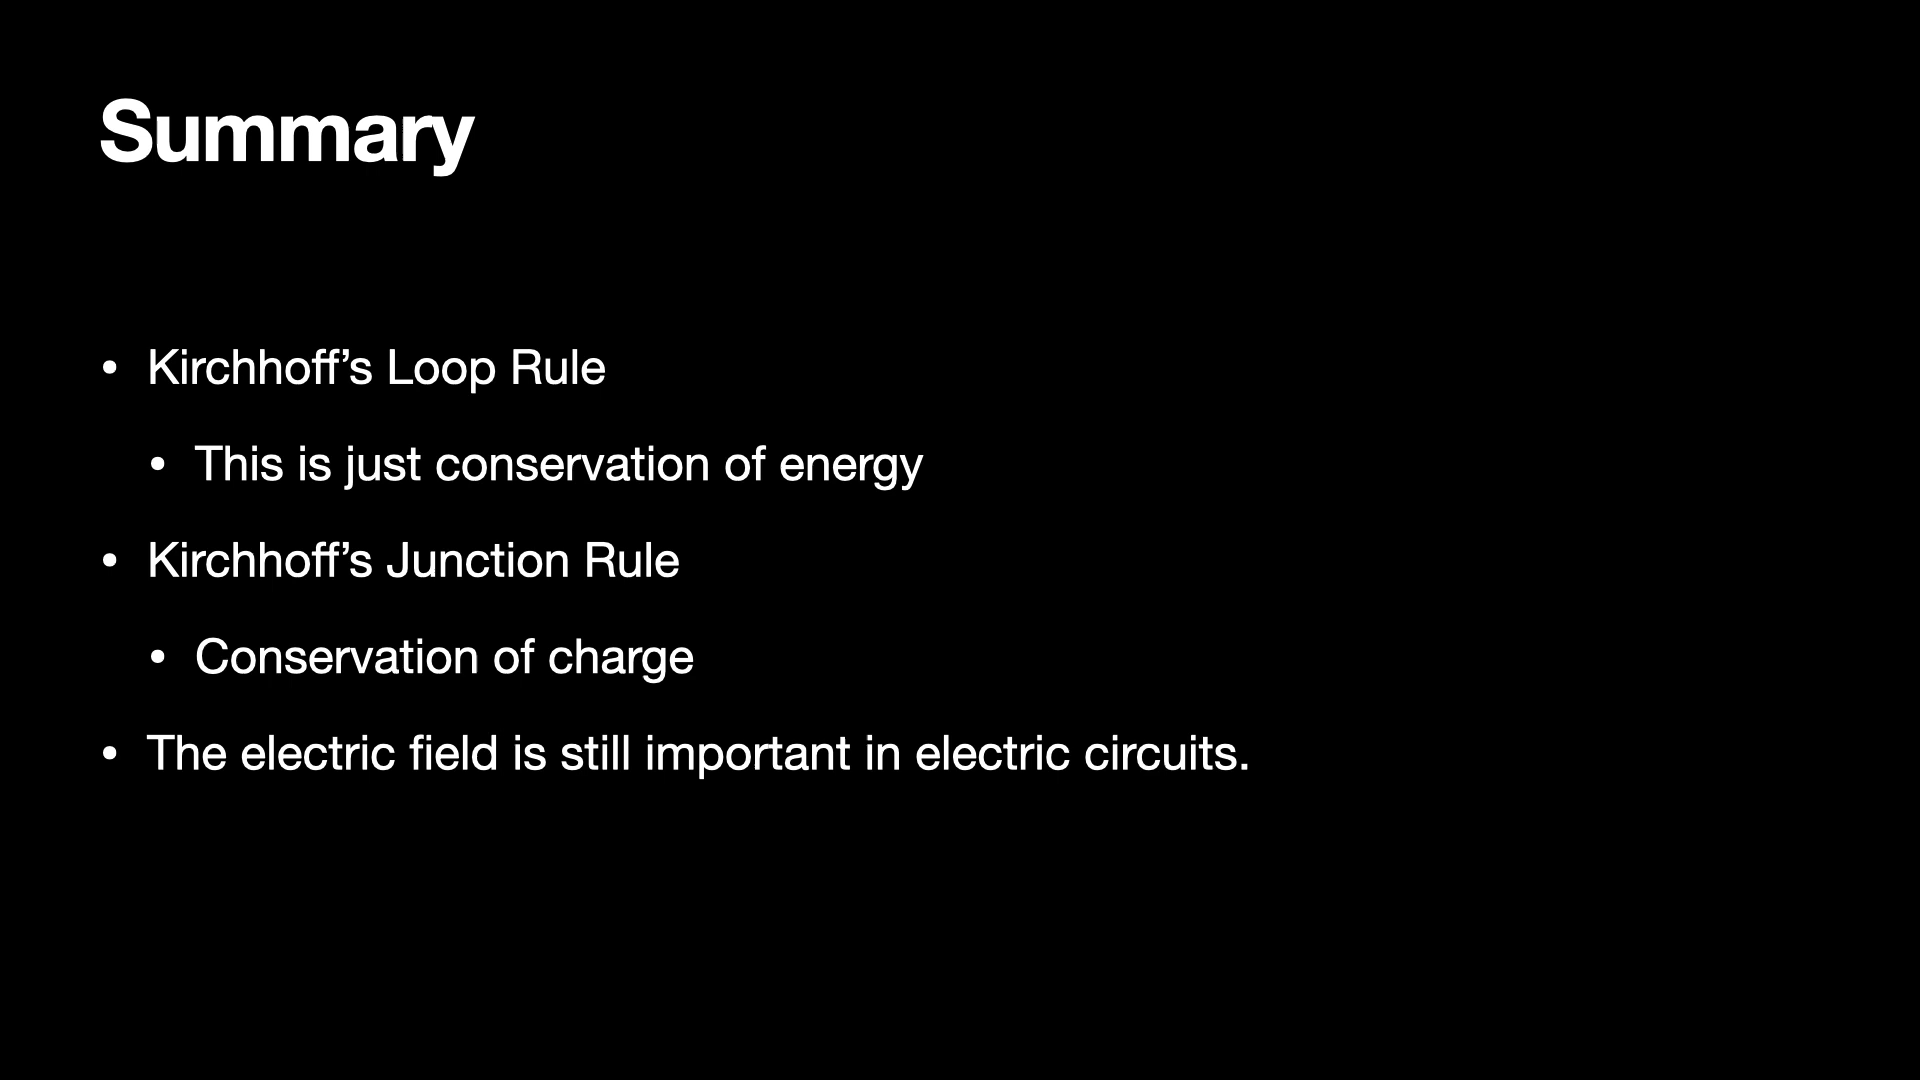 Summary
• Kirchhoff’s Loop Rule
• This is just conservation of energy
• Kirchhoff’s Junction Rule
• Conservation of charge
• The electric field is still important in electric circuits.